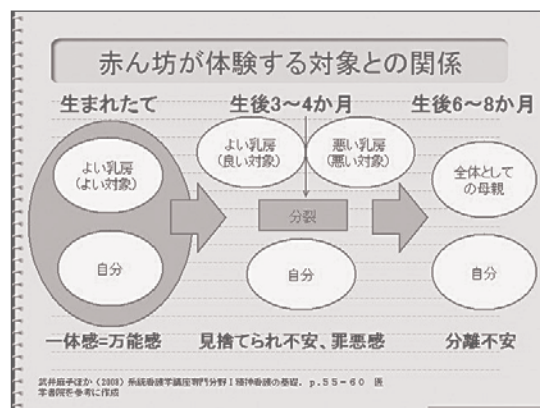 赤ん坊が体験する対象との関係
生まれたて
生後3～4か月
生後6～8か月
よい乳房
(よい対象)
自分
一体感=万能感
よい乳房
(良い対象)
悪い乳房
(悪い対象)
分裂
自分
見捨てられ不安、罪悪感
全体として
の母親
自分
分離不安
武井麻子ほか (2008) 系統看護学講座専門分野Ⅰ精神看護の基礎. p.55-60 医
学書院を参考に作成